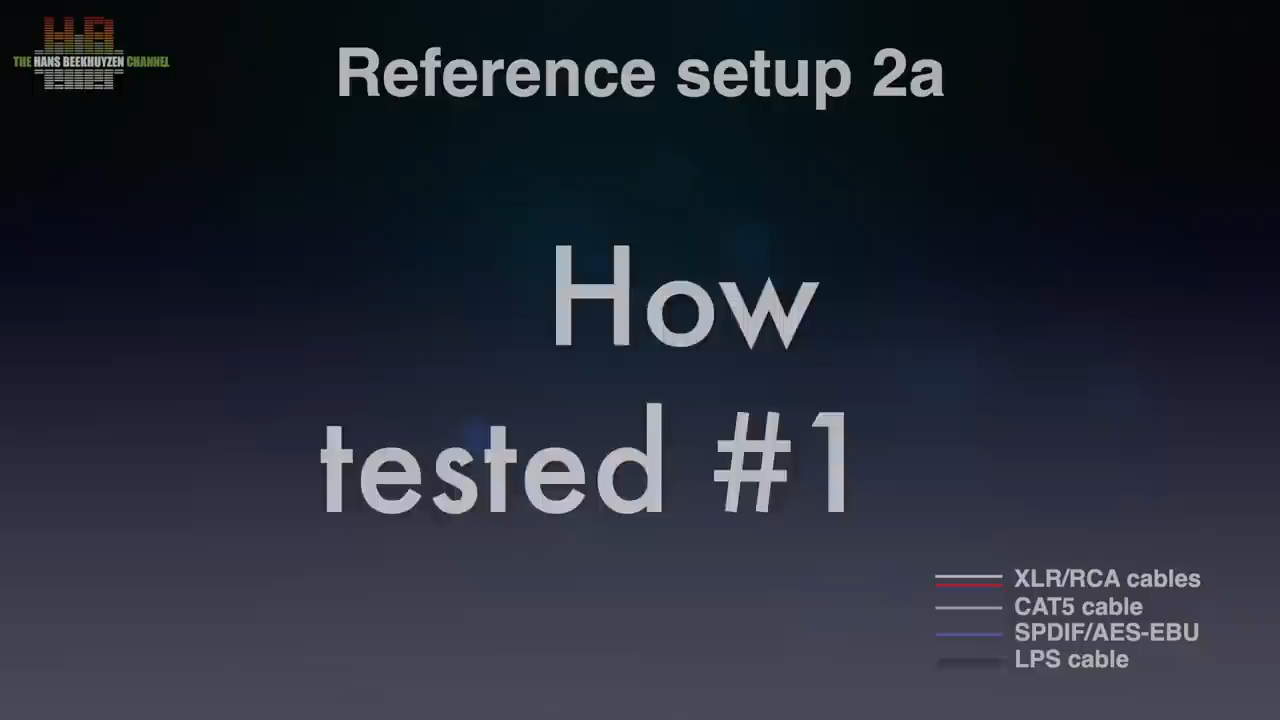 THE HANS BEEKHUYZEN CHANNEL
Reference setup 2a
How
tested #1
XLR/RCA cables
CAT5 cable
SPDIF/AES-EBU
LPS cable